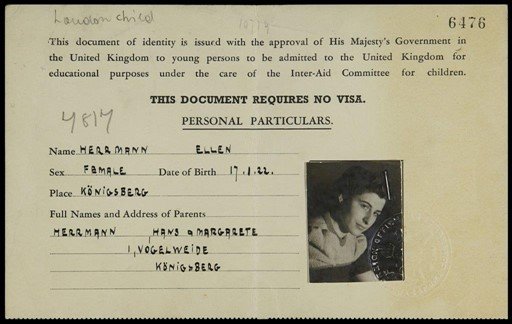 London child
6476
This document of identity is issued with the approval of His Majesty's Government in
the United Kingdom to young persons to be admitted to the United Kingdom for
educational purposes under the care of the Inter-Aid Committee for children.
THIS DOCUMENT REQUIRES NO VISA.
4817
PERSONAL PARTICULARS.
Name HERRMANN ELLEN
Sex FEMALE Date of Birth 17.1.22.
Place KÖNIGSBERG
Full Names and Address of Parents
HERRMANN , HANS a MARGARETE
1, VOGELWEIDE
KÖNIGSBERG